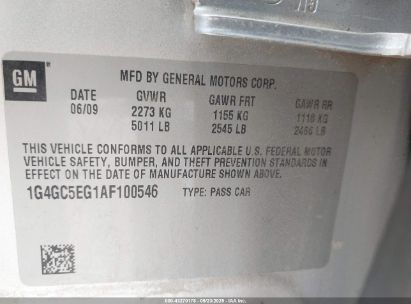 GM
MFD BY GENERAL MOTORS CORP.
DATE GVWR GAWR FRT GAWR RR
06/09 2273 KG 1155 KG 1118 KG
5011 LB 2545 LB 2466 LB
THIS VEHICLE CONFORMS TO ALL APPLICABLE U.S. FEDERAL MOTOR
VEHICLE SAFETY, BUMPER, AND THEFT PREVENTION STANDARDS IN
EFFECT ON THE DATE OF MANUFACTURE SHOWN ABOVE.
1G4GC5EG1AF100546 TYPE: PASS CAR